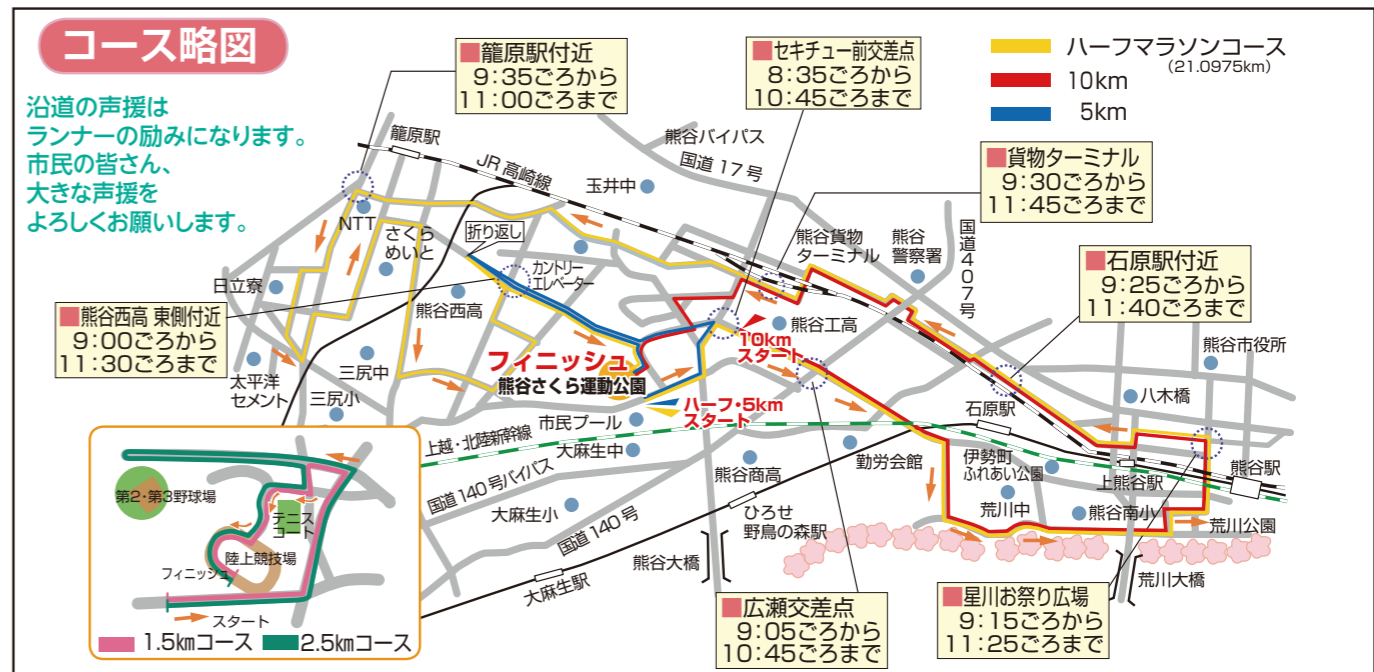 コース略図
沿道の声援は
ランナーの励みになります。
市民の皆さん、
大きな声援を
よろしくお願いします。
■籠原駅付近
9:35ごろから
11:00ごろまで
■セキチュー前交差点
8:35ごろから
10:45ごろまで
ハーフマラソンコース
(21.0975km)
10km
5km
■貨物ターミナル
9:30ごろから
11:45ごろまで
■石原駅付近
9:25ごろから
11:40ごろまで
■熊谷西高 東側付近
9:00ごろから
11:30ごろまで
籠原駅
JR高崎線
玉井中
熊谷バイパス
国道17号
国道407号
NTT
さくら
めいと
折り返し
カントリー
エレベーター
熊谷貨物
ターミナル
熊谷
警察署
日立寮
熊谷西高
熊谷工高
10km
スタート
フィニッシュ
熊谷さくら運動公園
ハーフ・5km
スタート
熊谷市役所
八木橋
太平洋
セメント
三尻中
三尻小
市民プール
石原駅
上越・北陸新幹線
大麻生中
熊谷商高
勤労会館
伊勢町
ふれあい公園
上熊谷駅
熊谷駅
国道140号バイパス
大麻生小
国道140号
ひろせ
野鳥の森駅
荒川中
熊谷南小
荒川公園
大麻生駅
熊谷大橋
荒川大橋
■広瀬交差点
9:05ごろから
10:45ごろまで
■星川お祭り広場
9:15ごろから
11:25ごろまで
第2・第3野球場
テニス
コート
陸上競技場
フィニッシュ
スタート
1.5kmコース
2.5kmコース